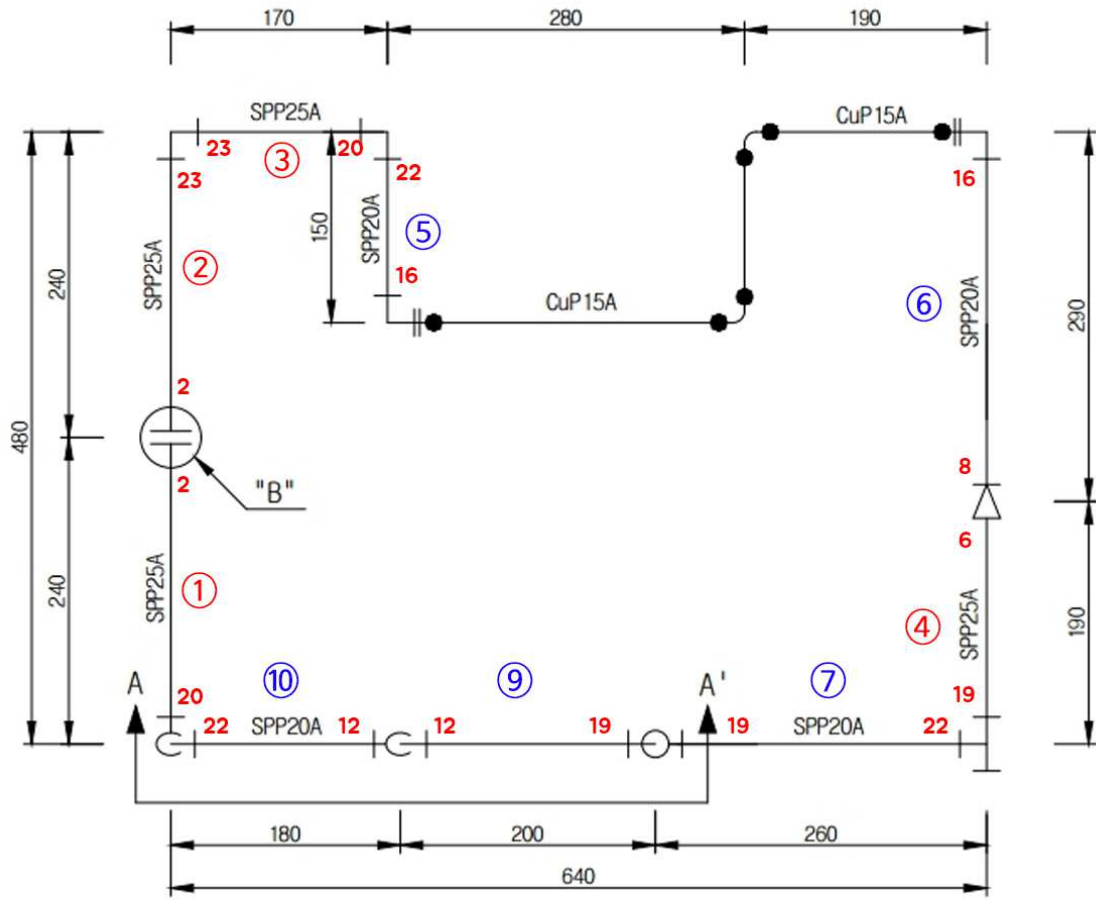 170 280 190
SPP25A CuP15A
23 ③ 20 22 16
23
SPP25A ② 240 150 SPP20A ⑤
16
CuP15A ⑥ SPP20A 290
480
2
"B"
2
8
6
240 SPP25A ① ④ SPP25A 190
20 ⑩ ⑨ A' ⑦ 19
A
22 SPP20A 12 12 19 19 SPP20A 22
180 200 260
640